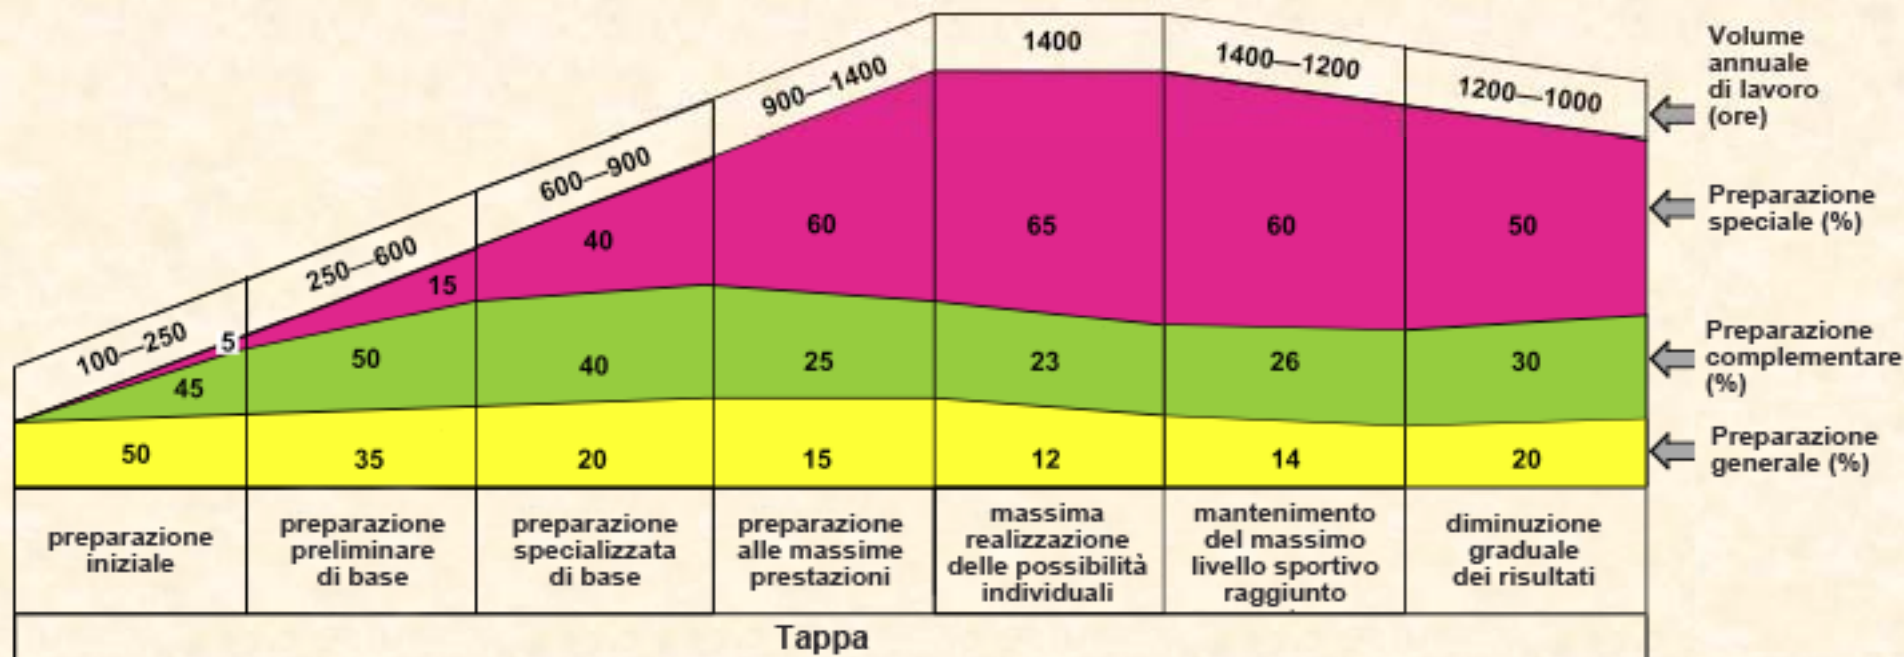 1400
1400—1200
1200—1000
900—1400
600—900
250—600
100—250
Volume
annuale
di lavoro
(ore)
5
15
40
60
65
60
50
Preparazione
speciale (%)
45
50
40
25
23
26
30
Preparazione
complementare
(%)
50
35
20
15
12
14
20
Preparazione
generale (%)
preparazione
iniziale
preparazione
preliminare
di base
preparazione
specializzata
di base
preparazione
alle massime
prestazioni
massima
realizzazione
delle possibilità
individuali
mantenimento
del massimo
livello sportivo
raggiunto
diminuzione
graduale
dei risultati
Tappa